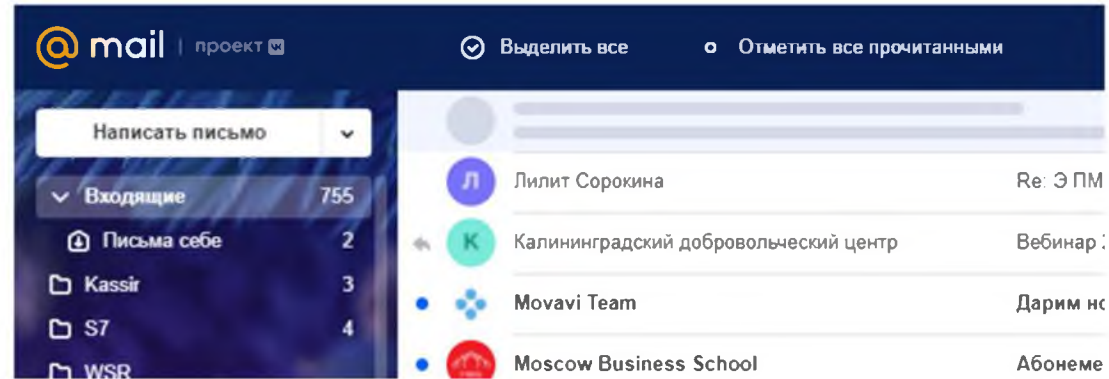 @mail проект
Выделить все
Отметить все прочитанными
Написать письмо
Входящие 755
Письма себе 2
Kassir 3
S7 4
WSR
Л Лилит Сорокина Re: Э ПМ
К Калининградский добровольческий центр Вебинар
Movavi Team Дарим но
Moscow Business School Абонеме